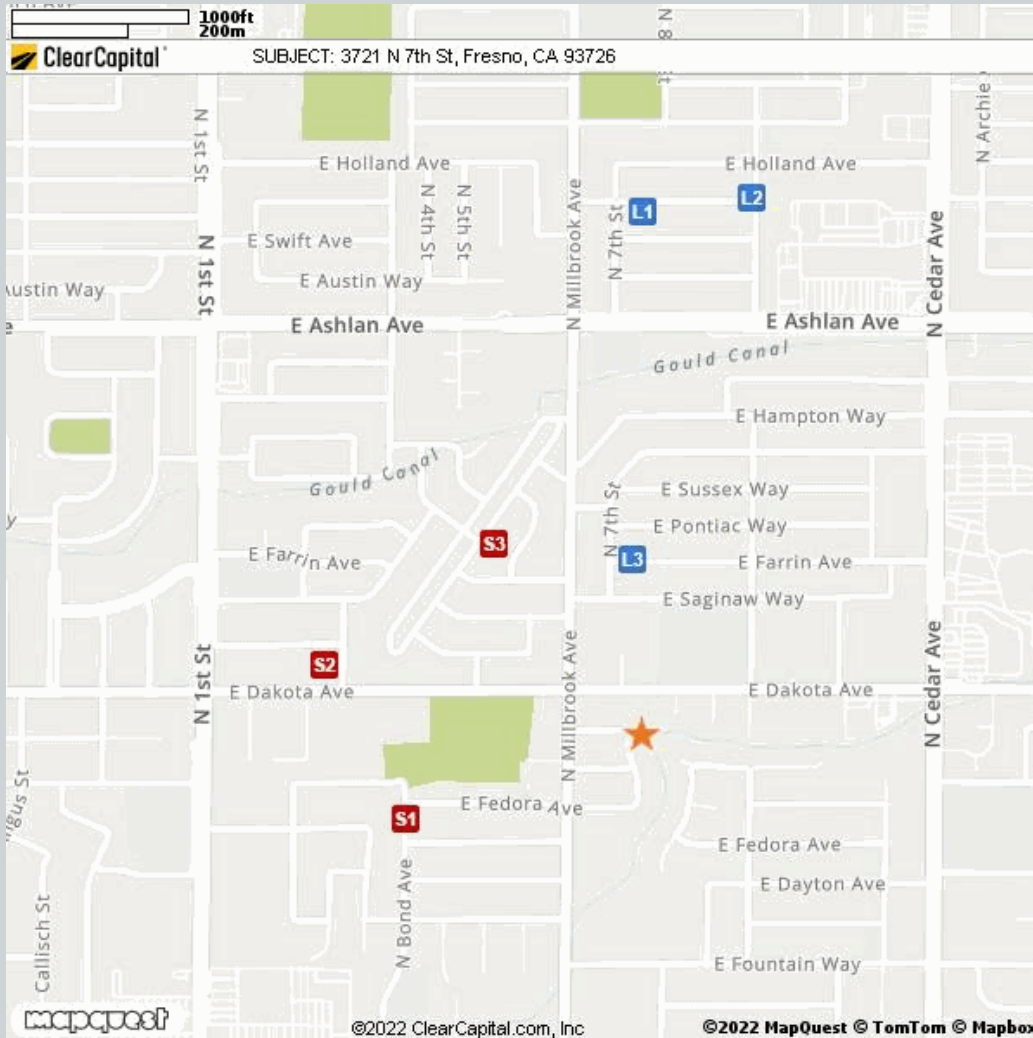 1000ft
200m
ClearCapital
SUBJECT: 3721 N 7th St, Fresno, CA 93726
N 8
St
N 1st St
N Archie
E Holland Ave
E Holland Ave
N 4th St
N 5th St
N Millbrook Ave
N 7th St
L1
L2
E Swift Ave
N 1st St
N Cedar Ave
E Austin Way
Austin Way
E Ashlan Ave
E Ashlan Ave
Gould Canal
E Hampton Way
Gould Canal
E Sussex Way
N 7th St
E Pontiac Way
S3
E Farrin Ave
L3
E Farrin Ave
E Saginaw Way
S2
N 1st St
E Dakota Ave
N Millbrook Ave
E Dakota Ave
N Cedar Ave
E Fedora Ave
S1
E Fedora Ave
E Dayton Ave
N Bond Ave
Callisch St
E Fountain Way
mapquest
©2022 ClearCapital.com, Inc
©2022 MapQuest © TomTom © Mapbox